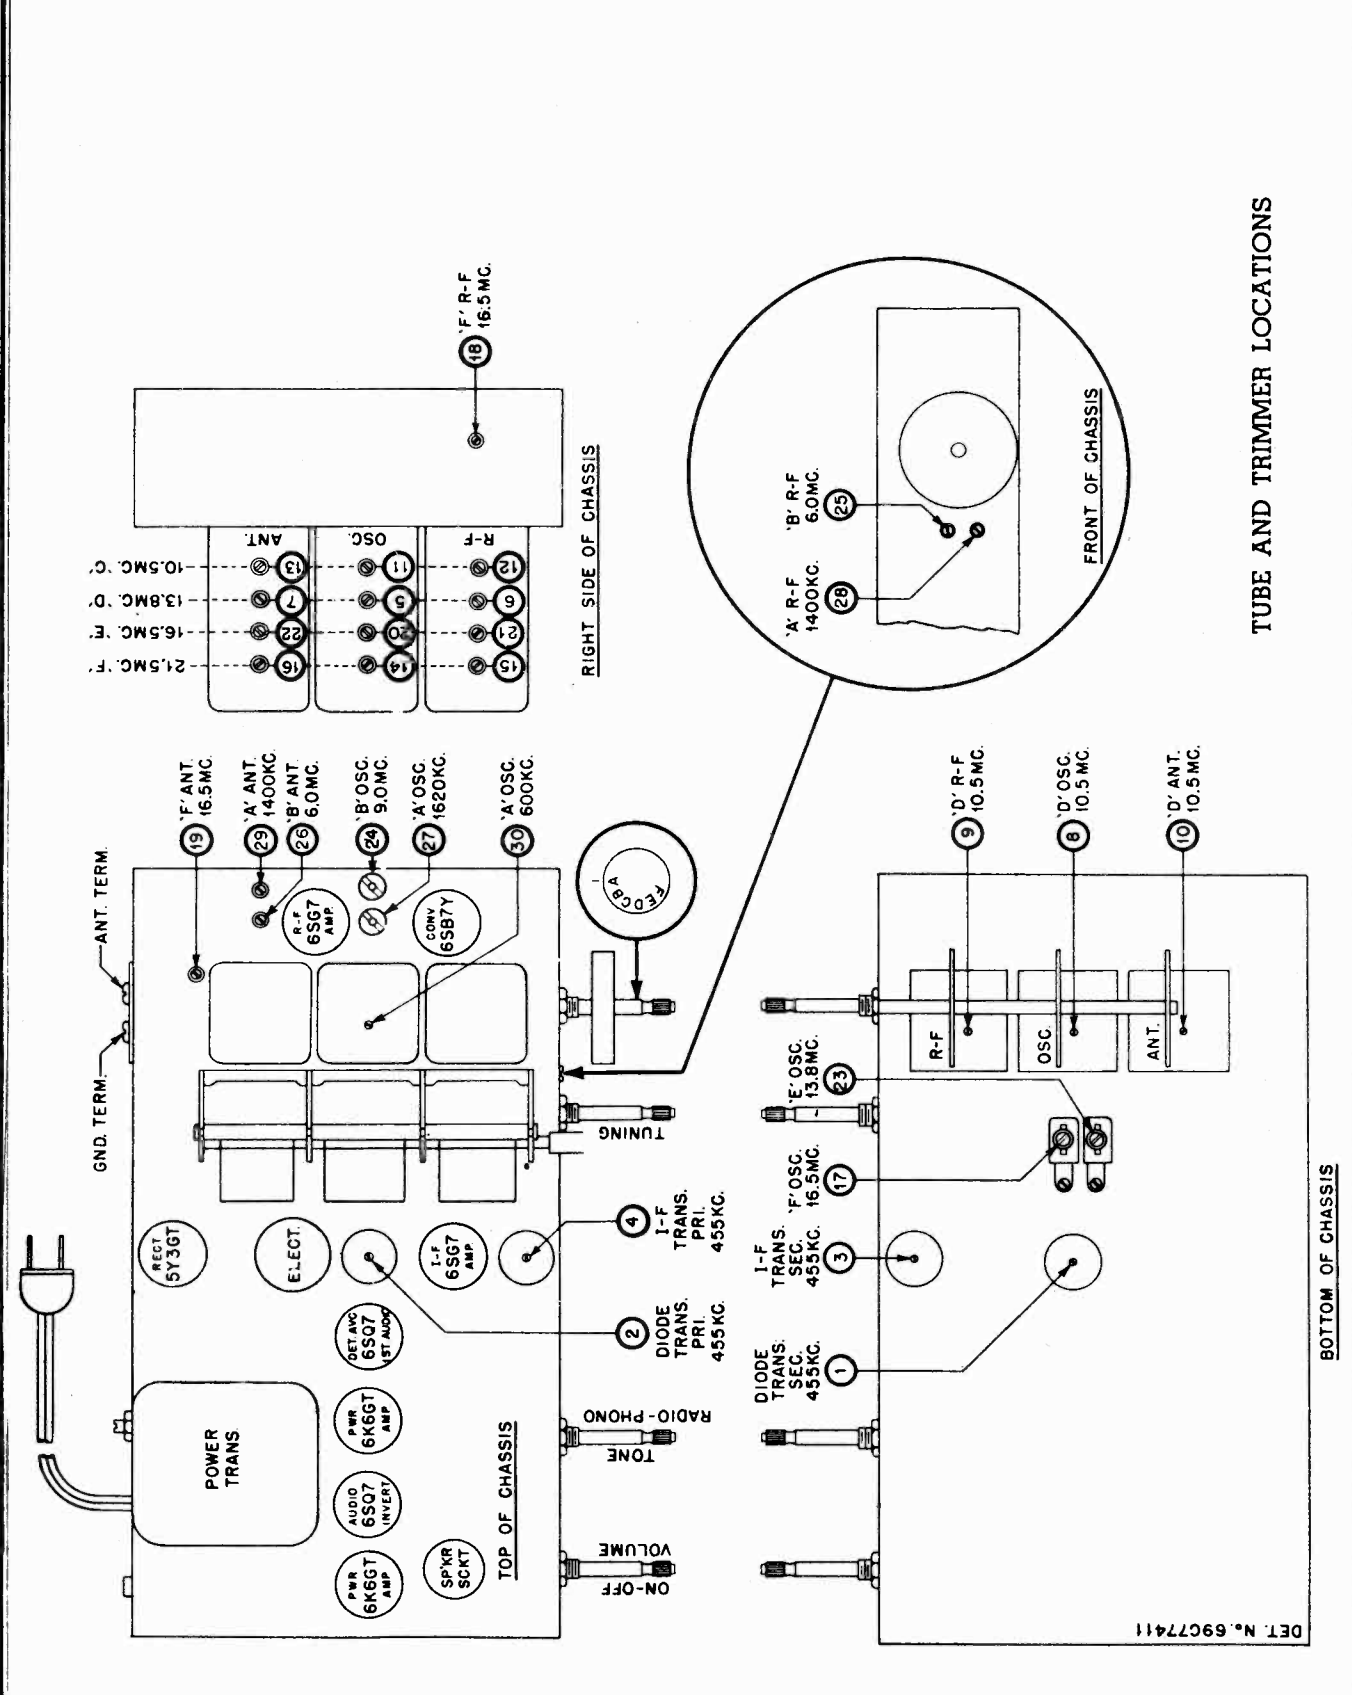 GND. TERM.
ANT. TERM.
POWER
TRANS
RECT
5Y3GT
ELECT.
DET. AVC
6SQ7
1ST AUDIO
PWR
6K6GT
AMP
AUDIO
6SQ7
INVERT
PWR
6K6GT
AMP
SP'KR
SCKT
I-F
6SG7
AMP
R-F
6SG7
AMP.
CONV
6SB7Y
TOP OF CHASSIS
19
'F' ANT.
16.5MC.
29
'A' ANT.
1400KC.
26
'B' ANT.
6.0MC.
24
'B' OSC.
9.0MC.
27
'A' OSC.
1620KC.
30
'A' OSC.
600KC.
ON-OFF
VOLUME
TONE
RADIO-PHONO
TUNING
F E D C B A
2
DIODE
TRANS.
PRI.
455KC.
4
I-F
TRANS.
PRI.
455KC.
21.5MC. 'F'
16.5MC. 'E'
13.8MC. 'D'
10.5MC. 'C'
ANT.
OSC.
R-F
16
22
7
13
14
20
5
11
15
21
6
12
18
'F' R-F
16.5MC.
RIGHT SIDE OF CHASSIS
'A' R-F
1400KC.
28
'B' R-F
6.0MC.
25
FRONT OF CHASSIS
DIODE
TRANS.
SEC.
455KC.
1
I-F
TRANS.
SEC.
455KC.
3
'F' OSC.
16.5MC.
17
'E' OSC.
13.8MC.
23
R-F
OSC.
ANT.
9
'D' R-F
10.5MC.
8
'D' OSC.
10.5MC.
10
'D' ANT.
10.5MC.
DET. No. 69C77411
BOTTOM OF CHASSIS
TUBE AND TRIMMER LOCATIONS